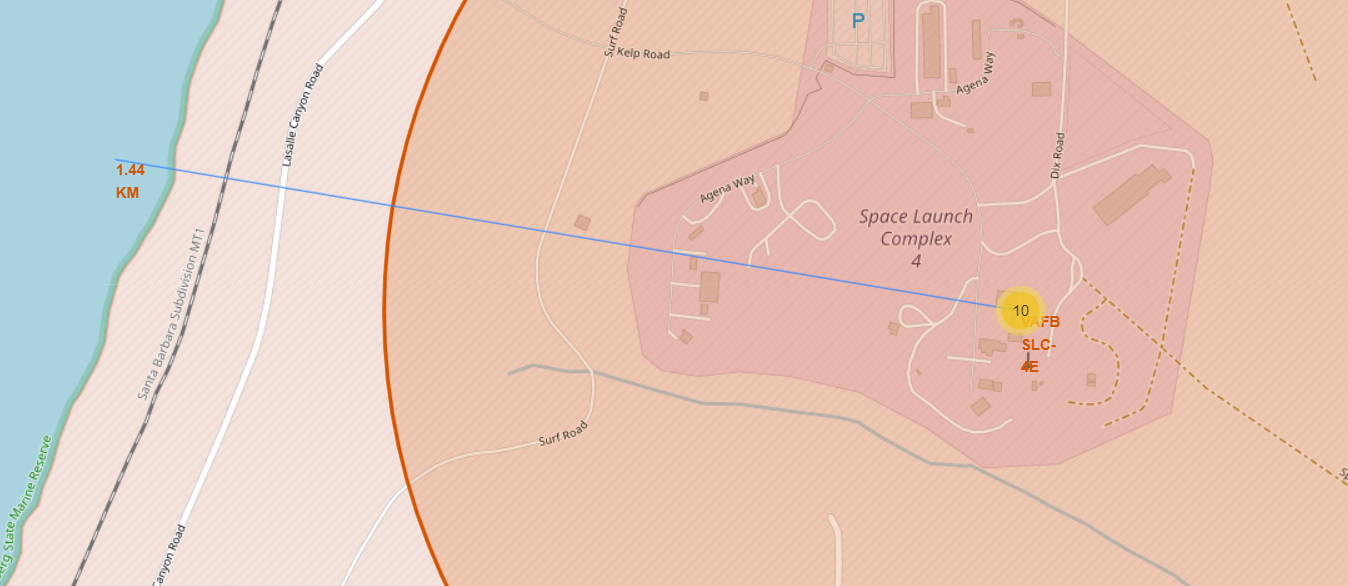 P
Surf Road
Kelp Road
Agena Way
Lasalle Canyon Road
Dix Road
1.44
KM
Agena Way
Space Launch
Complex
4
Santa Barbara Subdivision MT1
10
VAFB
SLC-
4E
Surf Road
erg State Marine Reserve
Canyon Road